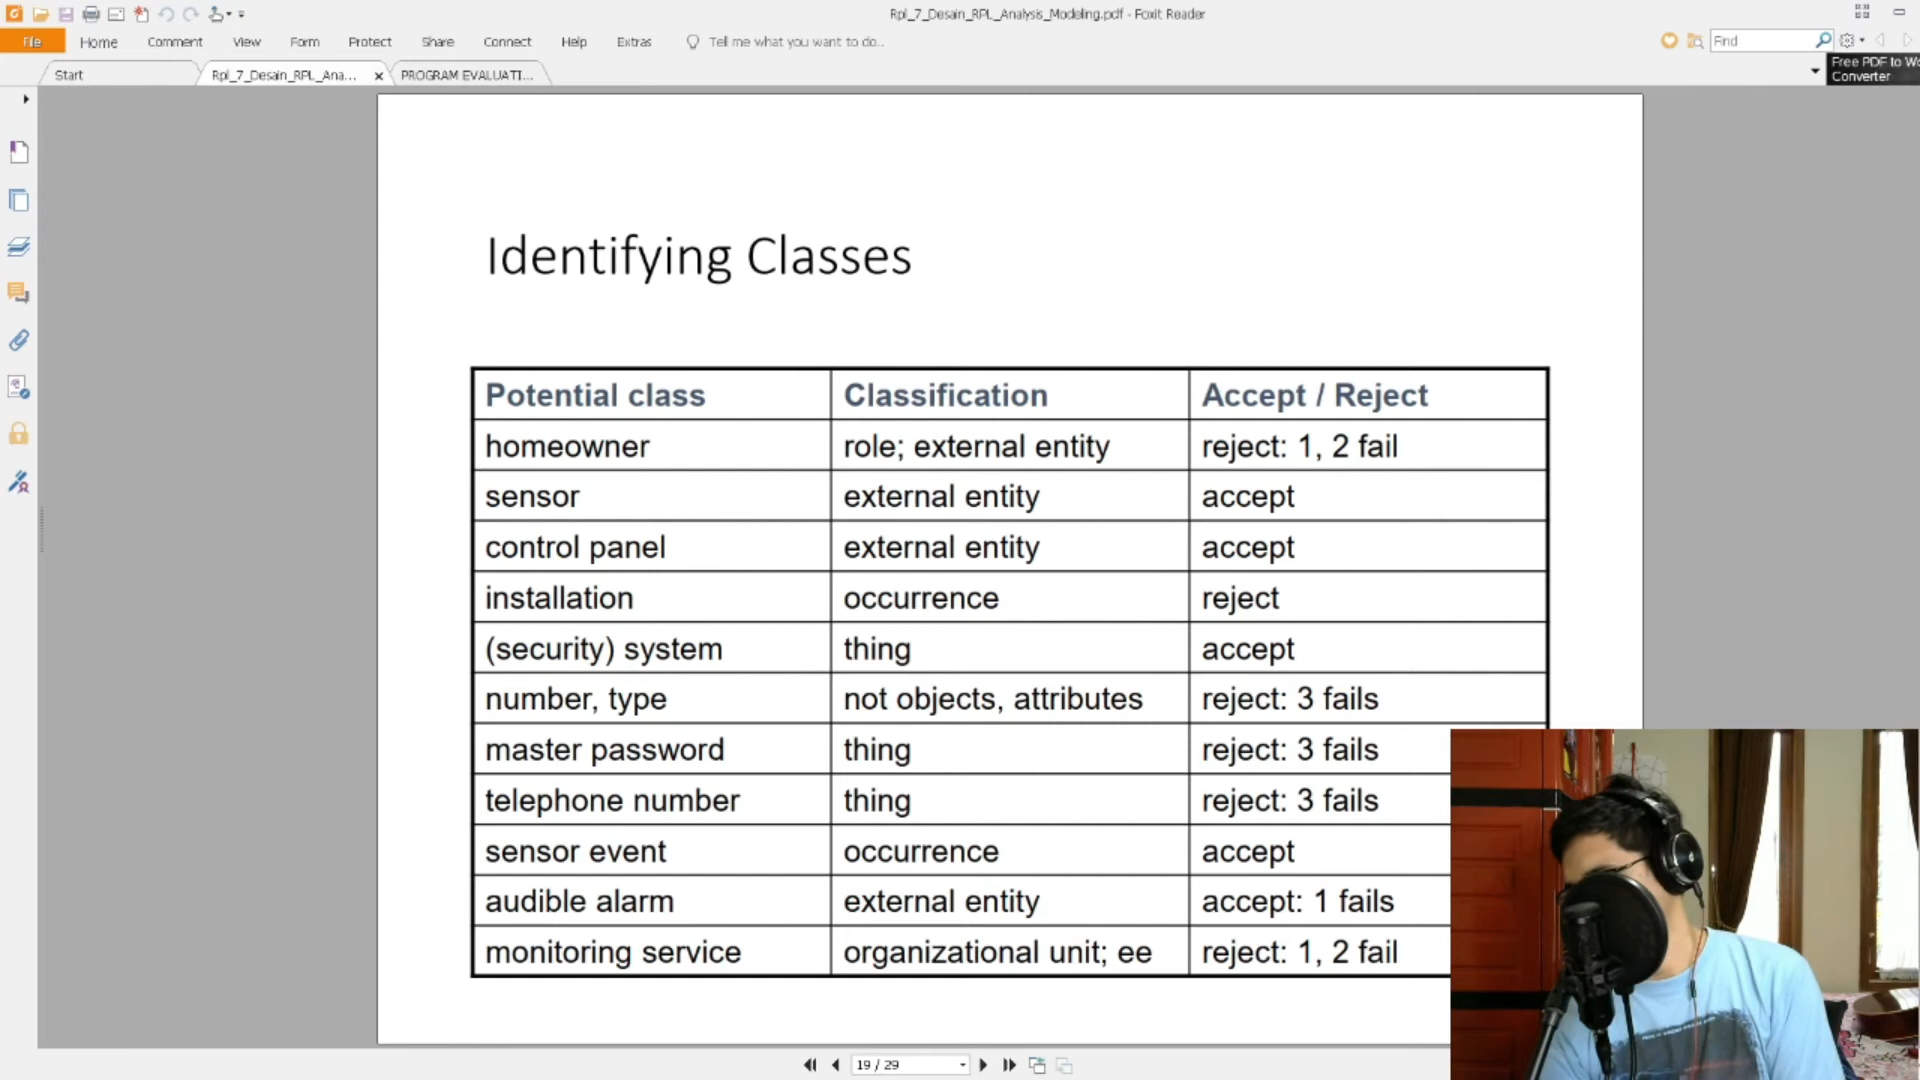 Rpl_7_Desain_RPL_Analysis_Modeling.pdf - Foxit Reader
File Home Comment View Form Protect Share Connect Help Extras Tell me what you want to do.. Find
Start Rpl_7_Desain_RPL_Ana... PROGRAM EVALUATI...
Free PDF to Wo
Converter
Identifying Classes
Potential class Classification Accept / Reject
homeowner role; external entity reject: 1, 2 fail
sensor external entity accept
control panel external entity accept
installation occurrence reject
(security) system thing accept
number, type not objects, attributes reject: 3 fails
master password thing reject: 3 fails
telephone number thing reject: 3 fails
sensor event occurrence accept
audible alarm external entity accept: 1 fails
monitoring service organizational unit; ee reject: 1, 2 fail
19 / 29